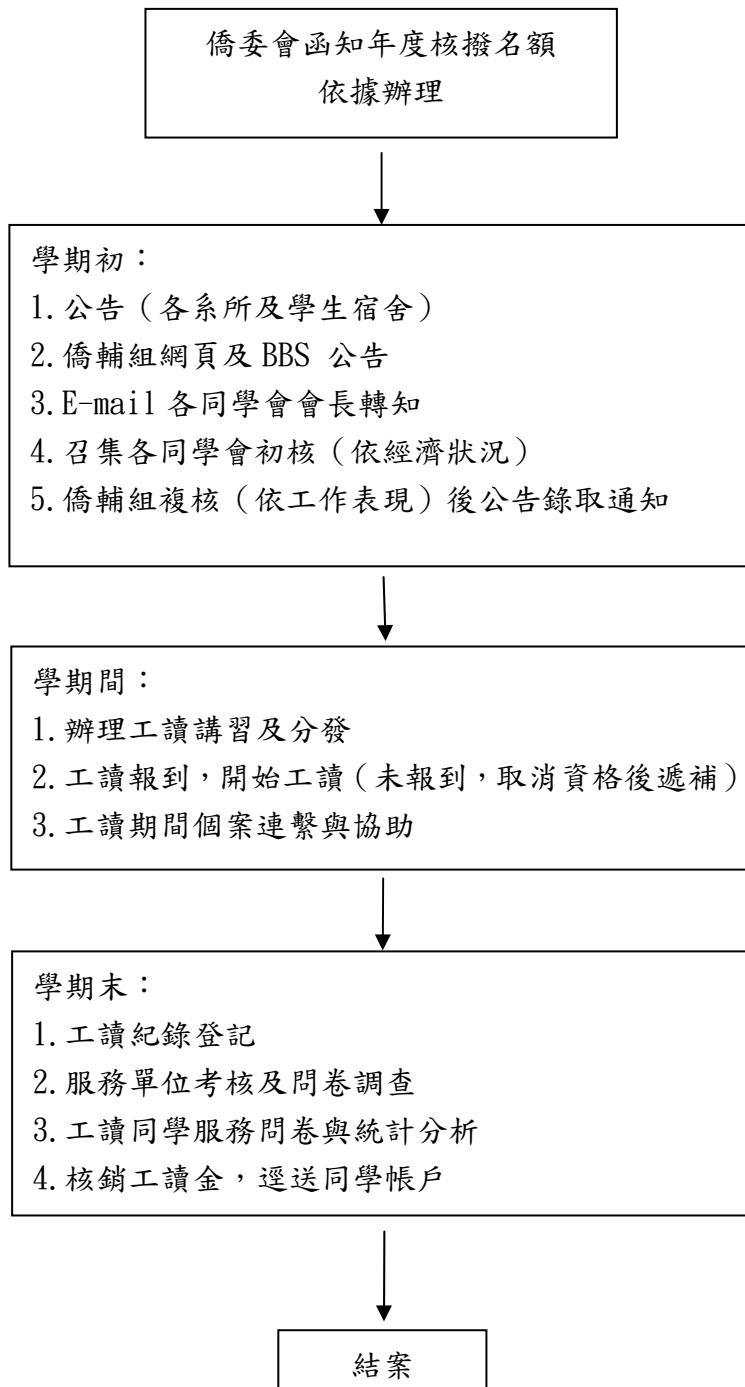 僑委會函知年度核撥名額
依據辦理
學期初：
1.公告（各系所及學生宿舍）
2.僑輔組網頁及 BBS 公告
3.E-mail 各同學會會長轉知
4.召集各同學會初核（依經濟狀況）
5.僑輔組複核（依工作表現）後公告錄取通知
學期間：
1.辦理工讀講習及分發
2.工讀報到，開始工讀（未報到，取消資格後遞補）
3.工讀期間個案連繫與協助
學期末：
1.工讀紀錄登記
2.服務單位考核及問卷調查
3.工讀同學服務問卷與統計分析
4.核銷工讀金，逕送同學帳戶
結案